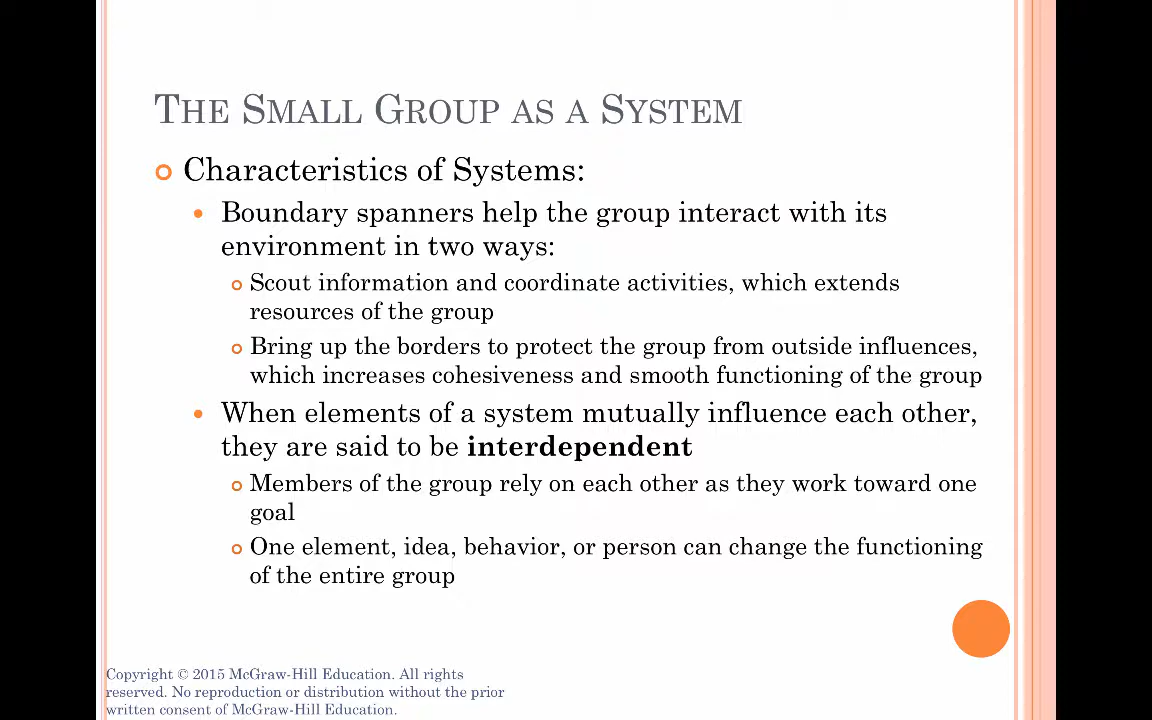 THE SMALL GROUP AS A SYSTEM
Characteristics of Systems:
Boundary spanners help the group interact with its
environment in two ways:
Scout information and coordinate activities, which extends
resources of the group
Bring up the borders to protect the group from outside influences,
which increases cohesiveness and smooth functioning of the group
When elements of a system mutually influence each other,
they are said to be interdependent
Members of the group rely on each other as they work toward one
goal
One element, idea, behavior, or person can change the functioning
of the entire group
Copyright © 2015 McGraw-Hill Education. All rights
reserved. No reproduction or distribution without the prior
written consent of McGraw-Hill Education.